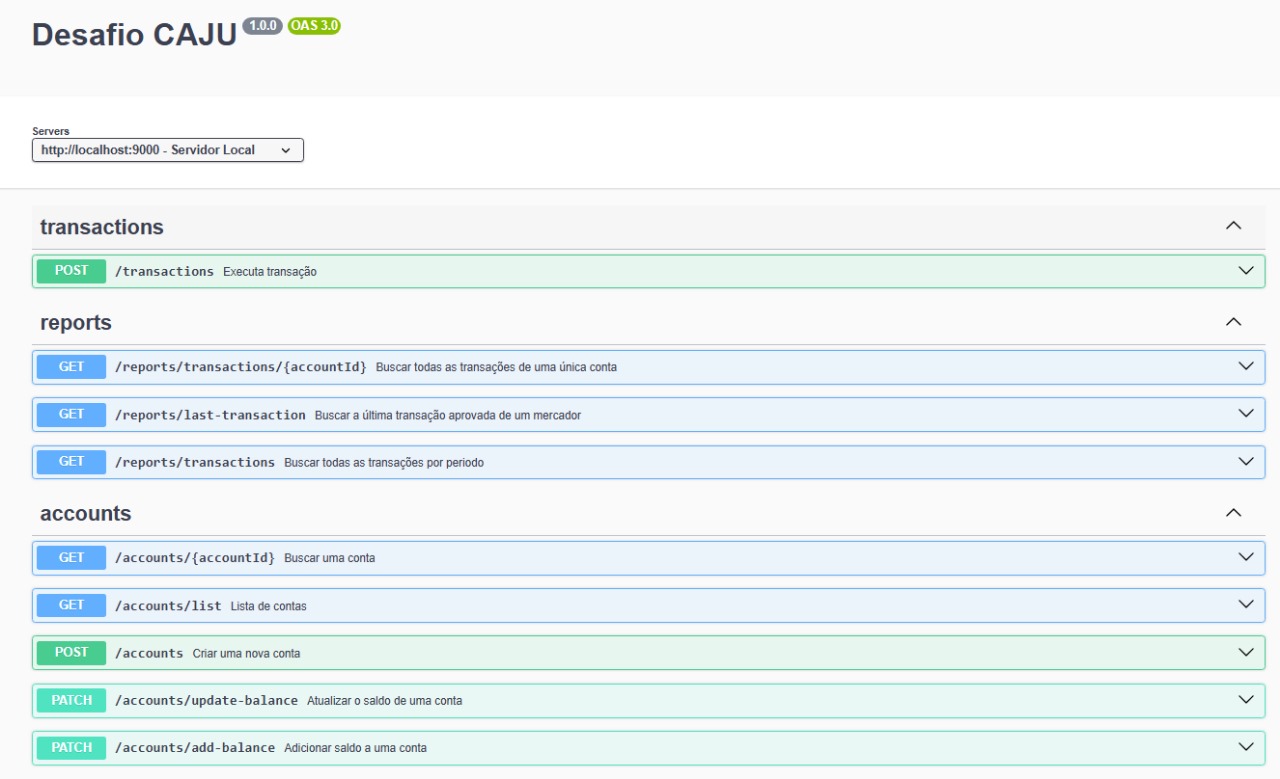 Desafio CAJU 1.0.0 OAS 3.0
Servers
http://localhost:9000 - Servidor Local
transactions
POST /transactions Executa transação
reports
GET /reports/transactions/{accountId} Buscar todas as transações de uma única conta
GET /reports/last-transaction Buscar a última transação aprovada de um mercador
GET /reports/transactions Buscar todas as transações por periodo
accounts
GET /accounts/{accountId} Buscar uma conta
GET /accounts/list Lista de contas
POST /accounts Criar uma nova conta
PATCH /accounts/update-balance Atualizar o saldo de uma conta
PATCH /accounts/add-balance Adicionar saldo a uma conta